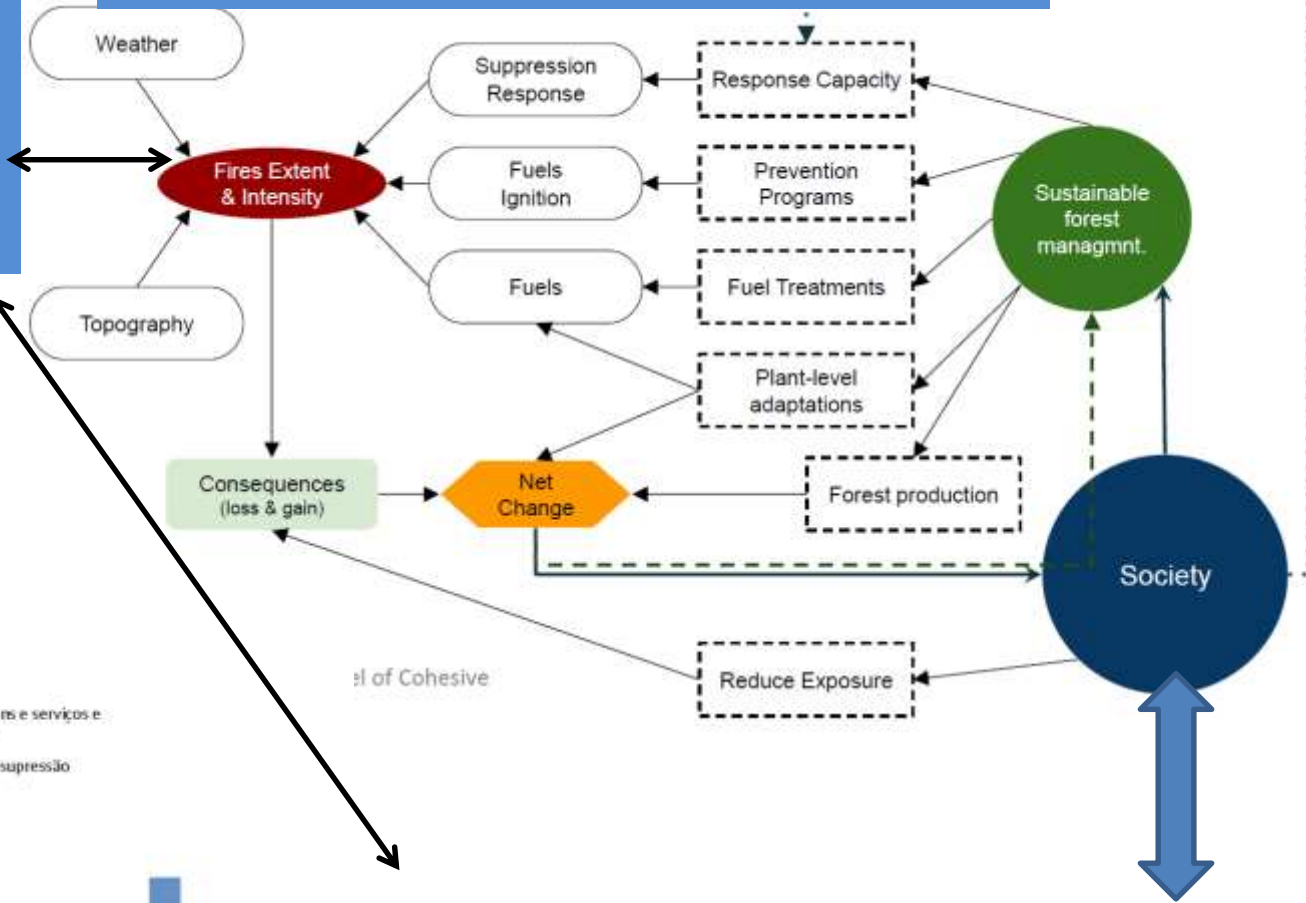 Weather
Suppression
Response
Response Capacity
Fires Extent
& Intensity
Fuels
Ignition
Prevention
Programs
Sustainable
forest
managmnt.
Fuels
Fuel Treatments
Topography
Plant-level
adaptations
Consequences
(loss & gain)
Net
Change
Forest production
Society
el of Cohesive
Reduce Exposure
ns e serviços e
supressão